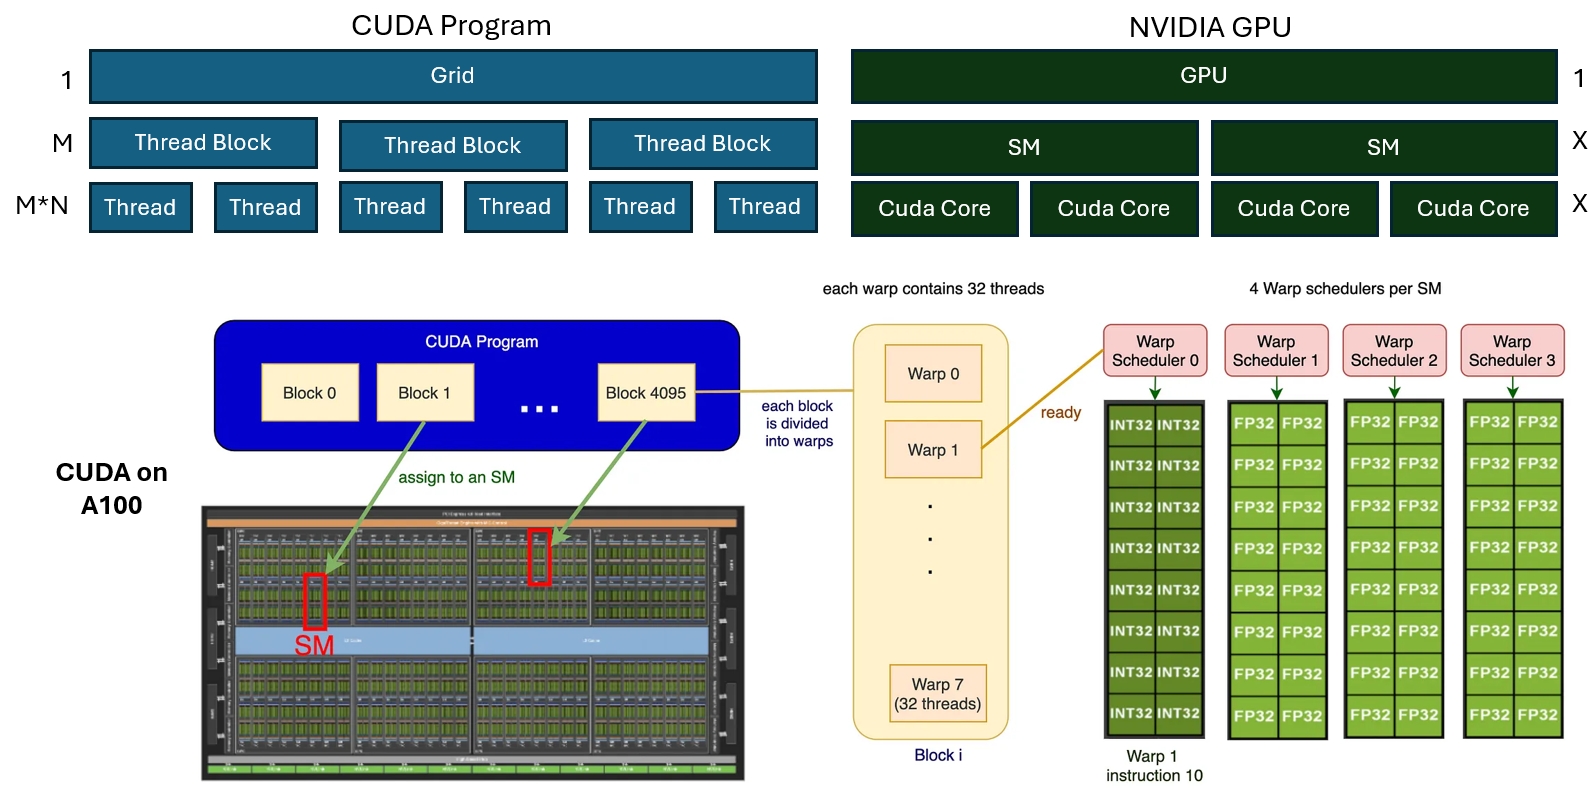 CUDA Program
NVIDIA GPU
1
Grid
GPU
1
M
Thread Block
Thread Block
Thread Block
SM
SM
X
M*N
Thread
Thread
Thread
Thread
Thread
Thread
Cuda Core
Cuda Core
Cuda Core
Cuda Core
X
each warp contains 32 threads
4 Warp schedulers per SM
CUDA Program
Block 0
Block 1
...
Block 4095
each block
is divided
into warps
assign to an SM
CUDA on
A100
SM
Warp 0
Warp 1
.
.
.
Warp 7
(32 threads)
Block i
ready
Warp
Scheduler 0
Warp
Scheduler 1
Warp
Scheduler 2
Warp
Scheduler 3
INT32 INT32 FP32 FP32 FP32 FP32 FP32 FP32
INT32 INT32 FP32 FP32 FP32 FP32 FP32 FP32
INT32 INT32 FP32 FP32 FP32 FP32 FP32 FP32
INT32 INT32 FP32 FP32 FP32 FP32 FP32 FP32
INT32 INT32 FP32 FP32 FP32 FP32 FP32 FP32
INT32 INT32 FP32 FP32 FP32 FP32 FP32 FP32
INT32 INT32 FP32 FP32 FP32 FP32 FP32 FP32
INT32 INT32 FP32 FP32 FP32 FP32 FP32 FP32
Warp 1
instruction 10